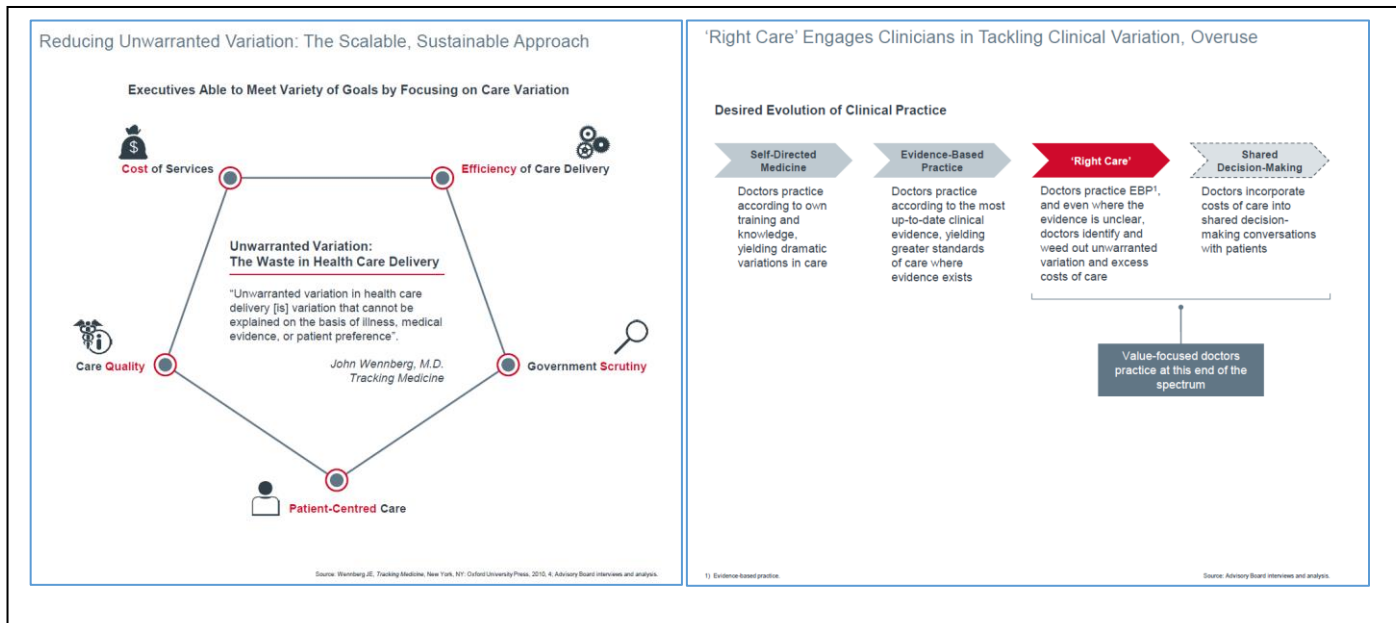 Reducing Unwarranted Variation: The Scalable, Sustainable Approach
Executives Able to Meet Variety of Goals by Focusing on Care Variation
$
Cost of Services
Efficiency of Care Delivery
Unwarranted Variation:
The Waste in Health Care Delivery
“Unwarranted variation in health care
delivery [is] variation that cannot be
explained on the basis of illness, medical
evidence, or patient preference”.
John Wennberg, M.D.
Tracking Medicine
i
Care Quality
Government Scrutiny
Patient-Centred Care
Source: Wennberg JE, Tracking Medicine, New York, NY: Oxford University Press, 2010, 4; Advisory Board interviews and analysis.
‘Right Care’ Engages Clinicians in Tackling Clinical Variation, Overuse
Desired Evolution of Clinical Practice
Self-Directed
Medicine
Doctors practice
according to own
training and
knowledge,
yielding dramatic
variations in care
Evidence-Based
Practice
Doctors practice
according to the most
up-to-date clinical
evidence, yielding
greater standards
of care where
evidence exists
‘Right Care’
Doctors practice EBP¹,
and even where the
evidence is unclear,
doctors identify and
weed out unwarranted
variation and excess
costs of care
Shared
Decision-Making
Doctors incorporate
costs of care into
shared decision-
making conversations
with patients
Value-focused doctors
practice at this end of the
spectrum
1) Evidence-based practice.
Source: Advisory Board interviews and analysis.